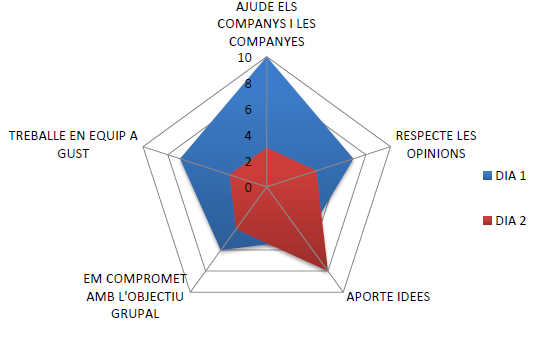 AJUDE ELS
COMPANYS I LES
COMPANYES
10
8
6
4
2
0
RESPECTE LES
OPINIONS
APORTE IDEES
EM COMPROMET
AMB L'OBJECTIU
GRUPAL
TREBALLE EN EQUIP A
GUST
DIA 1
DIA 2